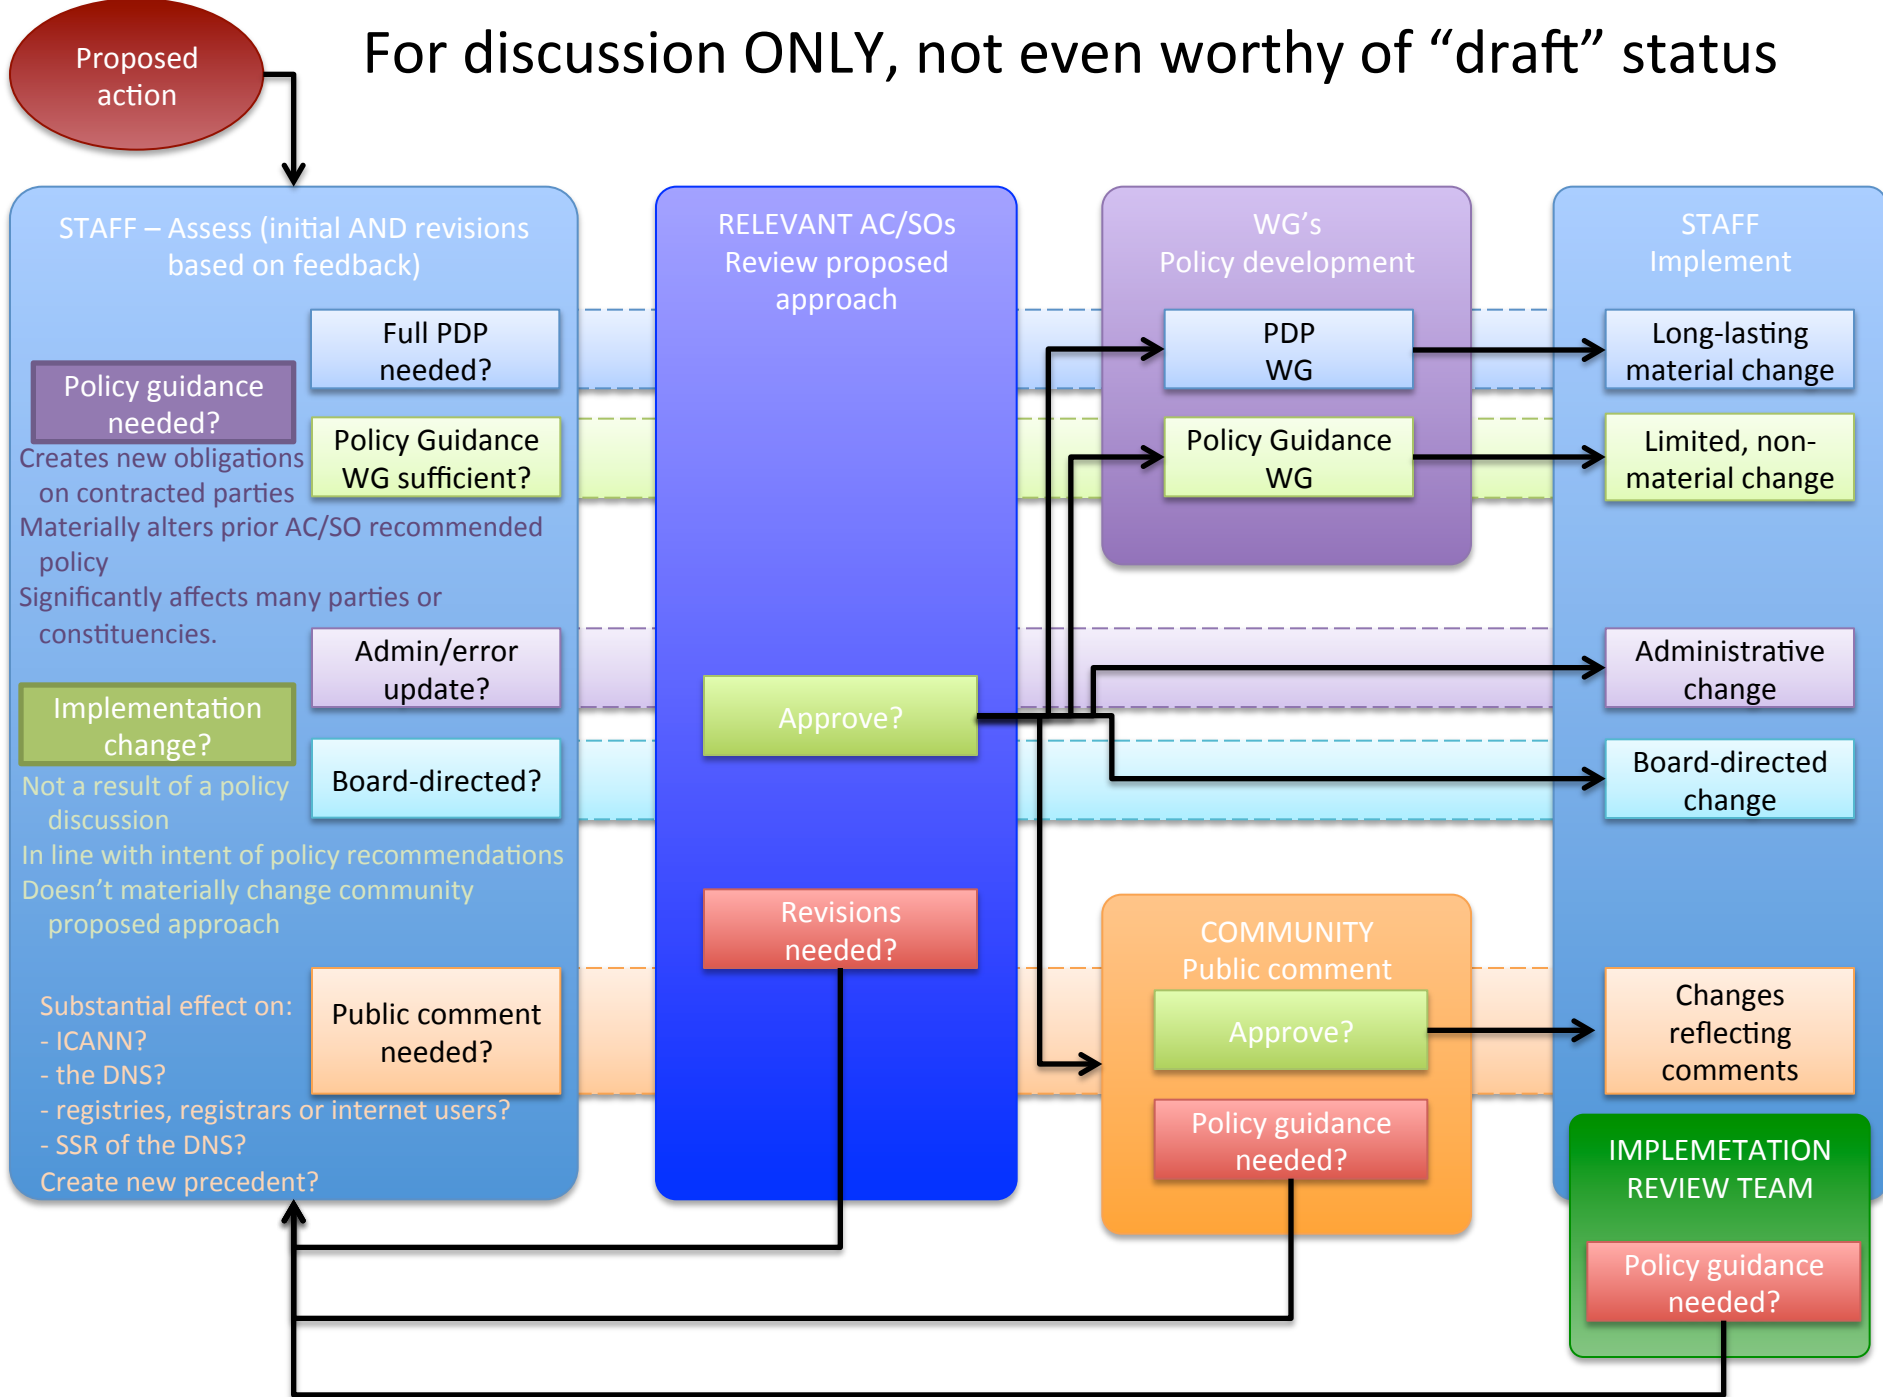 Proposed
action
For discussion ONLY, not even worthy of “draft” status
STAFF – Assess (initial AND revisions
based on feedback)
Full PDP
needed?
Policy guidance
needed?
Policy Guidance
WG sufficient?
Creates new obligations
on contracted parties
Materially alters prior AC/SO recommended
policy
Significantly affects many parties or
constituencies.
Admin/error
update?
Implementation
change?
Board-directed?
Not a result of a policy
discussion
In line with intent of policy recommendations
Doesn’t materially change community
proposed approach
Public comment
needed?
Substantial effect on:
- ICANN?
- the DNS?
- registries, registrars or internet users?
- SSR of the DNS?
Create new precedent?
RELEVANT AC/SOs
Review proposed
approach
Approve?
Revisions
needed?
WG’s
Policy development
PDP
WG
Policy Guidance
WG
COMMUNITY
Public comment
Approve?
Policy guidance
needed?
STAFF
Implement
Long-lasting
material change
Limited, non-
material change
Administrative
change
Board-directed
change
Changes
reflecting
comments
IMPLEMETATION
REVIEW TEAM
Policy guidance
needed?